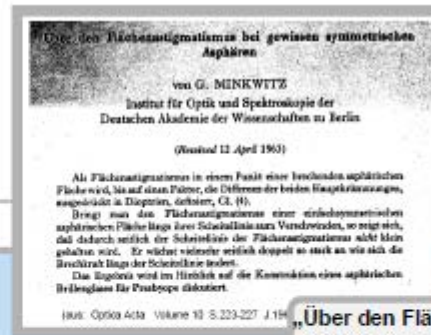 Über den Flächenastigmatismus bei gewissen symmetrischen
Asphären
von G. MINKWITZ
Institut für Optik und Spektroskopie der
Deutschen Akademie der Wissenschaften zu Berlin
(Received 12 April 1963)
Als Flächenastigmatismus in einem Punkt einer brechenden asphärischen
Fläche wird, bis auf einen Faktor, die Differenz der beiden Hauptkrümmungen,
ausgedrückt in Dioptrien, definiert, Cl. (4).
Bringt man den Flächenastigmatismus einer einfachsymmetrischen
asphärischen Fläche längs ihrer Scheitellinie zum Verschwinden, so zeigt sich,
daß dadurch seitlich der Scheitellinie der Flächenastigmatismus nicht klein
gehalten wird. Er wächst vielmehr seitlich doppelt so stark an wie sich die
Brechkraft längs der Scheitellinie ändert.
Das Ergebnis wird im Hinblick auf die Konstruktion eines asphärischen
Brillenglases für Presbyope diskutiert.
(aus: Optica Acta Volume 10 S.223-227
„Über den Flä